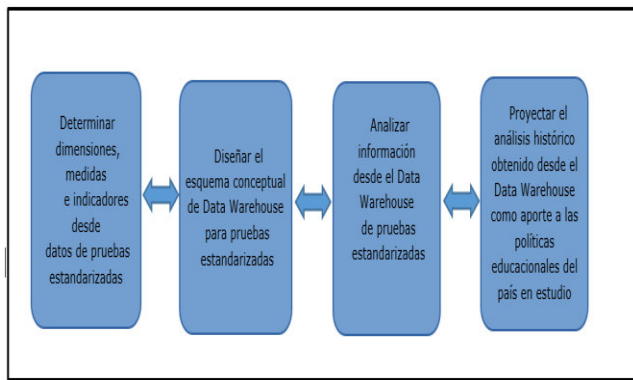 Determinar
dimensiones,
medidas
e indicadores
desde
datos de pruebas
estandarizadas
Diseñar el
esquema conceptual
de Data Warehouse
para pruebas
estandarizadas
Analizar
información
desde el Data
Warehouse
de pruebas
estandarizadas
Proyectar el
análisis histórico
obtenido desde el
Data Warehouse
como aporte a las
políticas
educacionales del
país en estudio